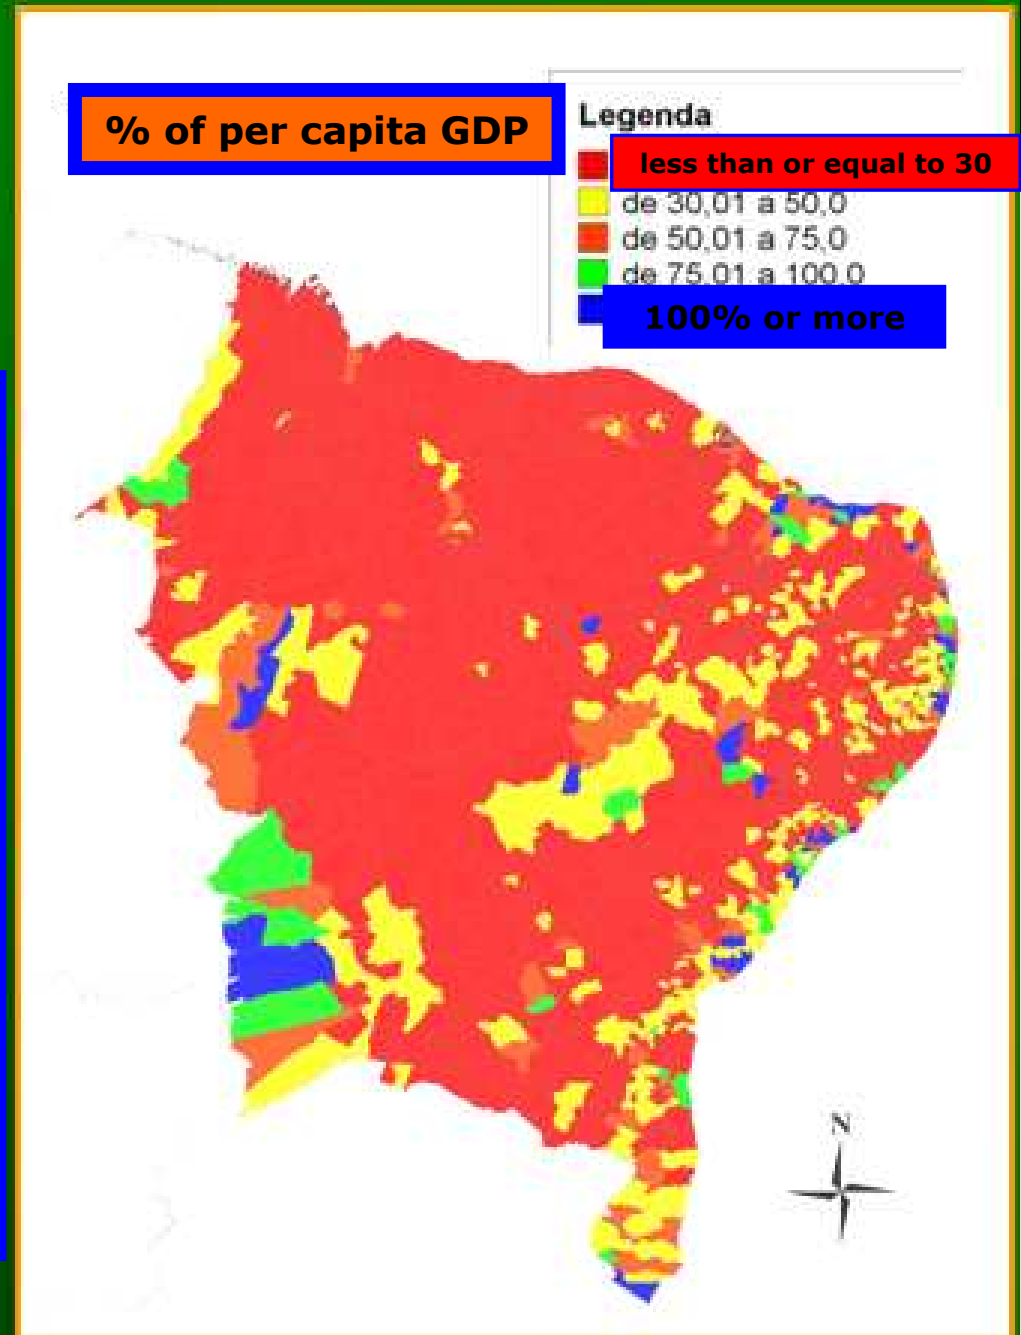 % of per capita GDP
Legenda
less than or equal to 30
de 30,01 a 50,0
de 50,01 a 75,0
de 75,01 a 100,0
100% or more
N